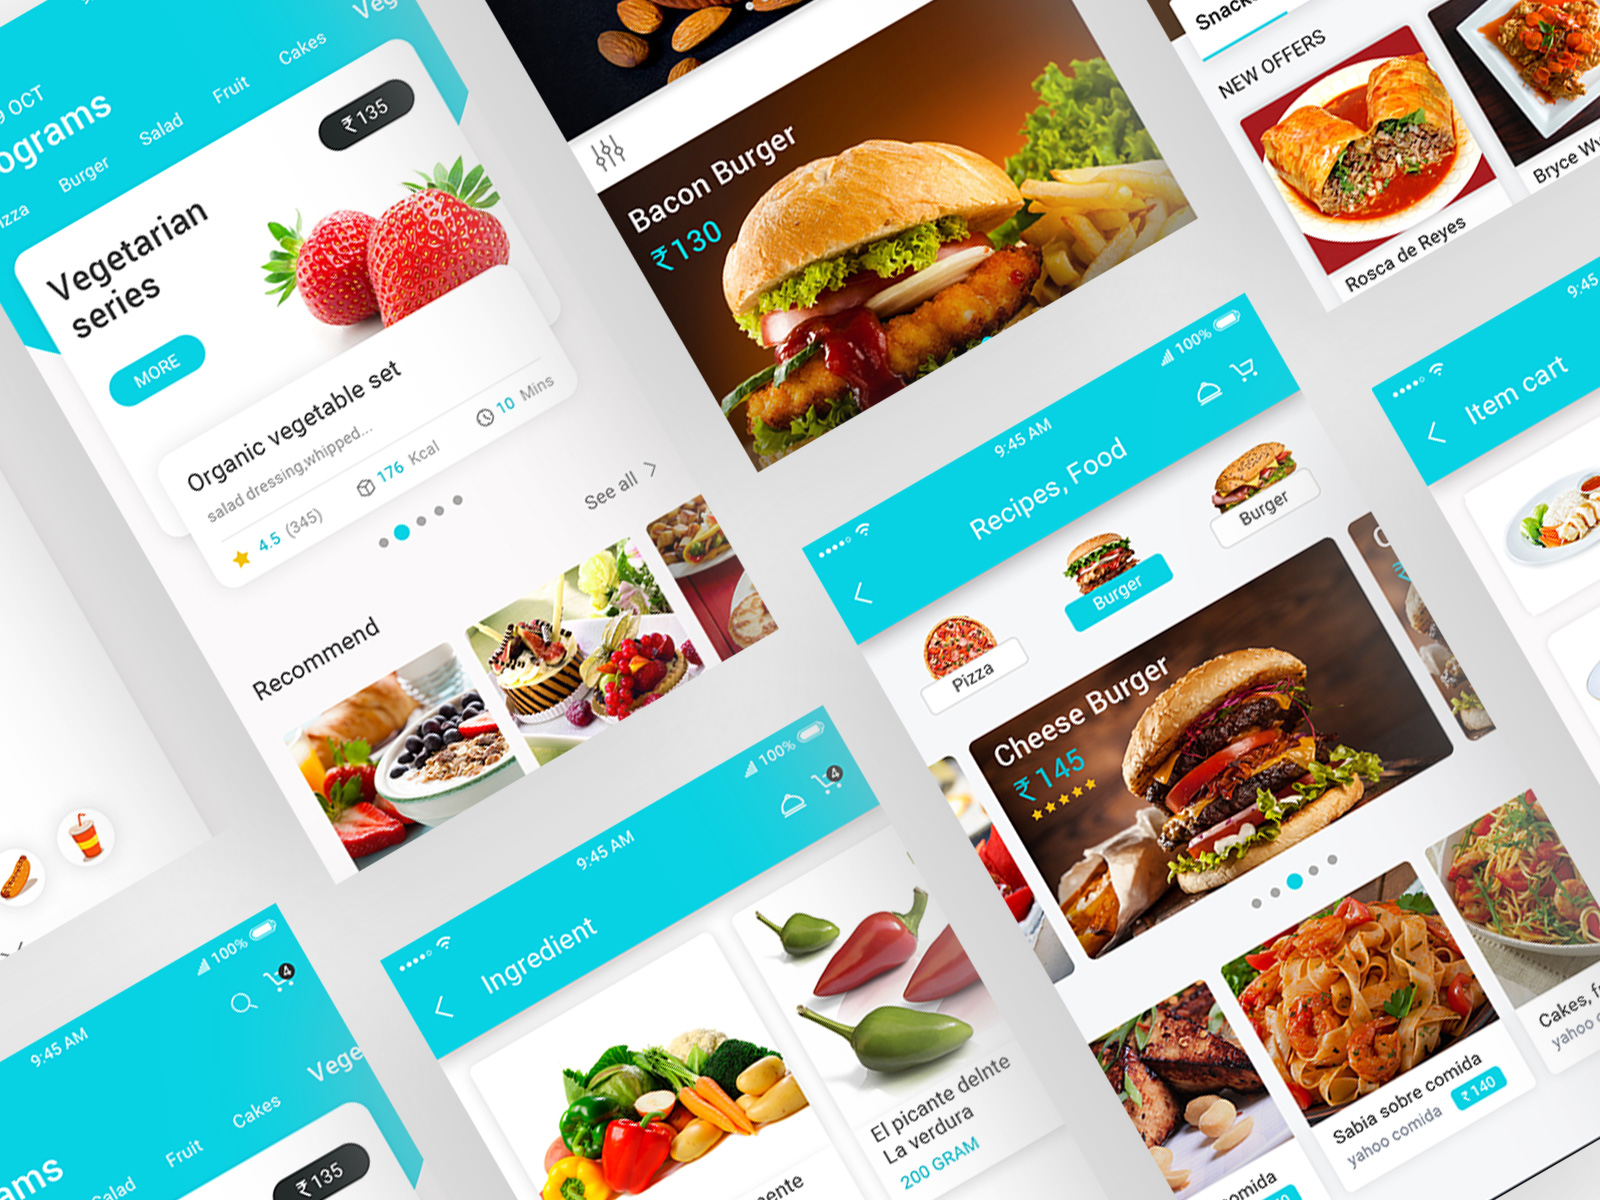 9 OCT
ograms
Veg
izza
Burger
Salad
Fruit
Cakes
₹135
Vegetarian
series
MORE
Organic vegetable set
salad dressing,whipped...
4.5 (345)
176 Kcal
10 Mins
See all
Recommend
Bacon Burger
₹130
Snack
NEW OFFERS
Rosca de Reyes
Bryce Wy
9:45 AM
100%
Recipes, Food
Pizza
Burger
Burger
Cheese Burger
₹145
C
Sabia sobre comida
yahoo comida
₹140
Cakes, f
yahoo c
omida
9:45
Item cart
9:45 AM
100%
4
Ingredient
El picante delnte
La verdura
200 GRAM
nente
9:45 AM
100%
4
Vege
ams
alad
Fruit
Cakes
₹135